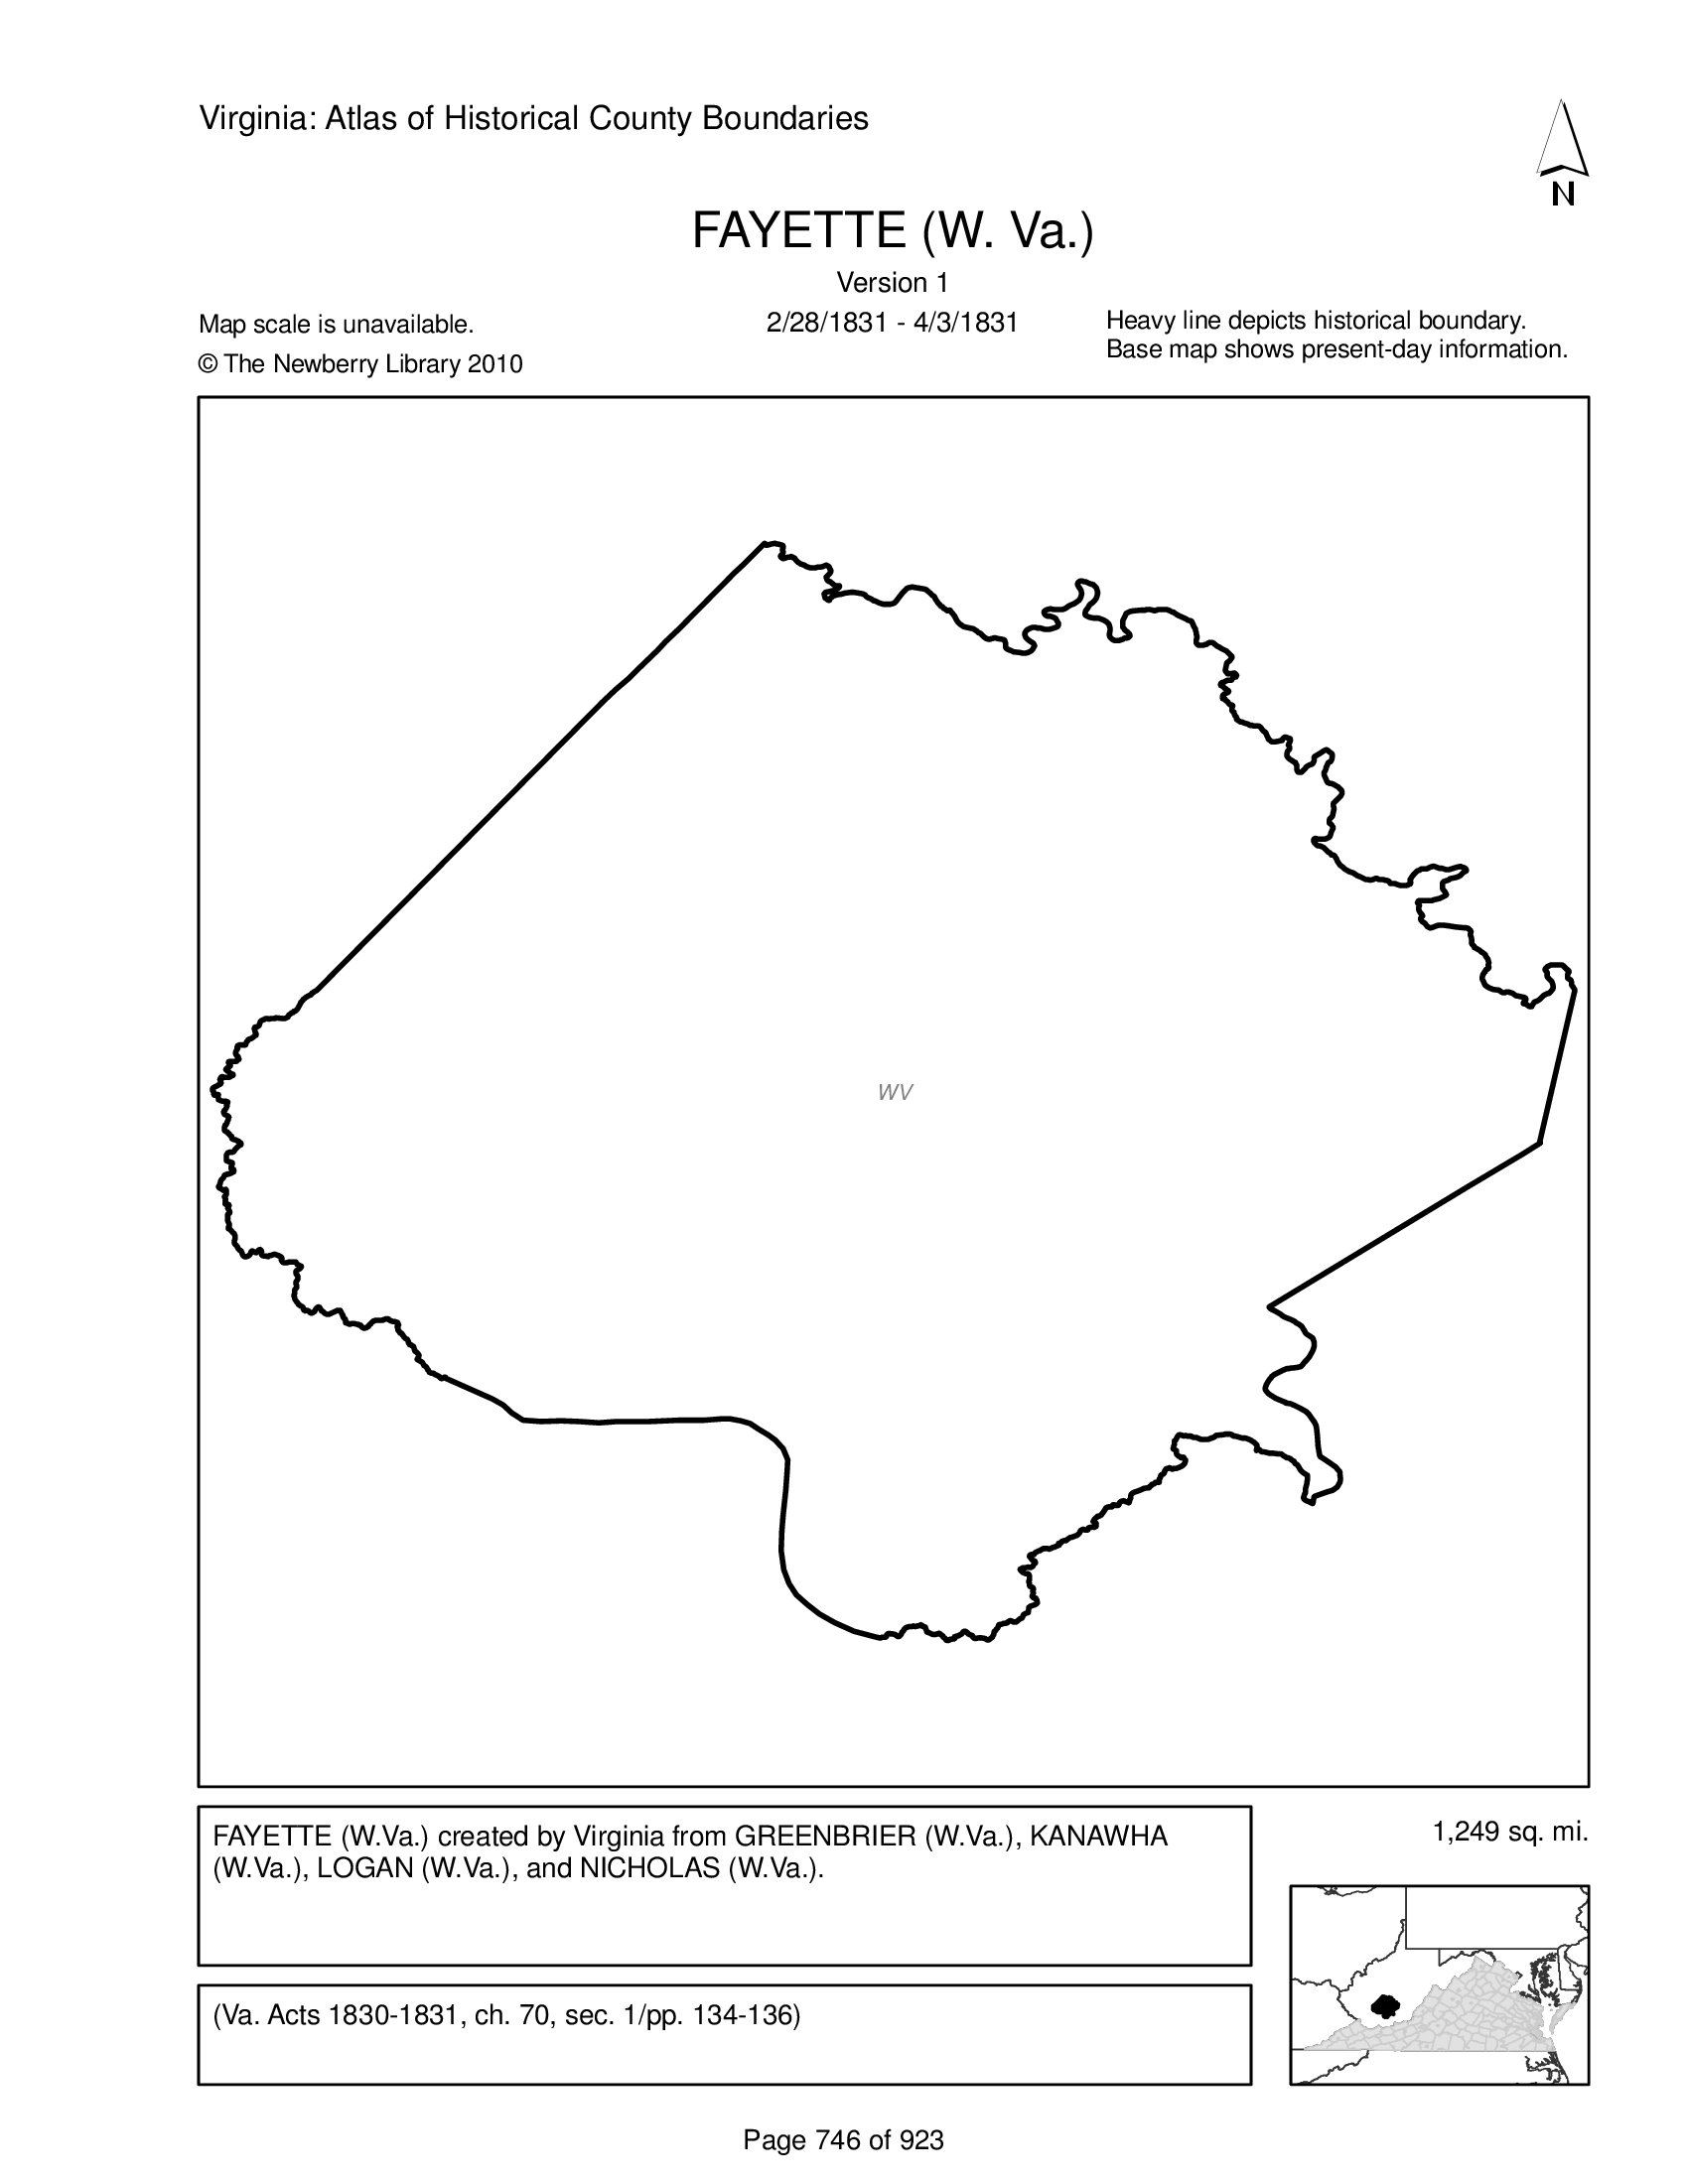 Virginia: Atlas of Historical County Boundaries
N
FAYETTE (W. Va.)
Version 1
2/28/1831 - 4/3/1831
Map scale is unavailable.
© The Newberry Library 2010
Heavy line depicts historical boundary.
Base map shows present-day information.
WV
FAYETTE (W.Va.) created by Virginia from GREENBRIER (W.Va.), KANAWHA
(W.Va.), LOGAN (W.Va.), and NICHOLAS (W.Va.).
1,249 sq. mi.
(Va. Acts 1830-1831, ch. 70, sec. 1/pp. 134-136)
Page 746 of 923